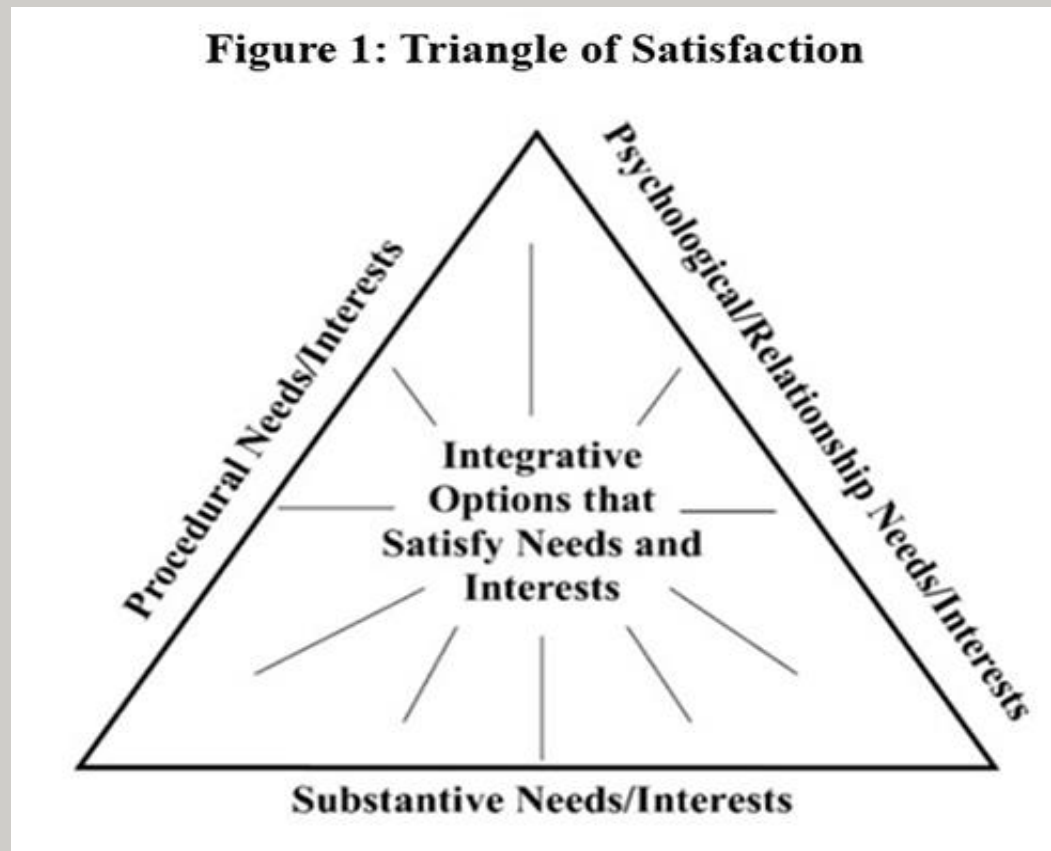 Figure 1: Triangle of Satisfaction
Procedural Needs/Interests
Psychological/Relationship Needs/Interests
Integrative
Options that
Satisfy Needs and
Interests
Substantive Needs/Interests